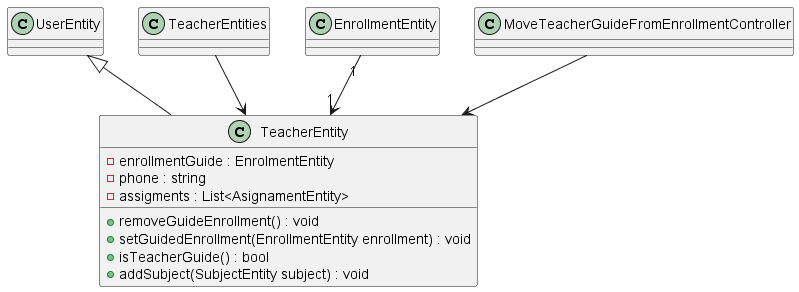 C UserEntity
C TeacherEntities
C EnrollmentEntity
C MoveTeacherGuideFromEnrollmentController
1
1
C TeacherEntity
enrollmentGuide : EnrolmentEntity
phone : string
assigments : List<AsignamentEntity>
removeGuideEnrollment() : void
setGuidedEnrollment(EnrollmentEntity enrollment) : void
isTeacherGuide() : bool
addSubject(SubjectEntity subject) : void